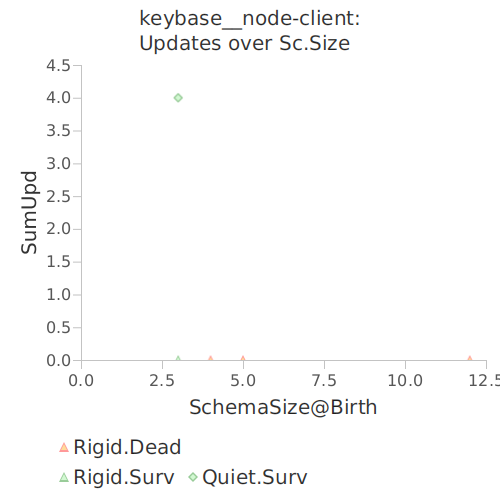 keybase__node-client:
Updates over Sc.Size
4.5
4.0
3.5
3.0
2.5
2.0
1.5
1.0
0.5
0.0
SumUpd
0.0 2.5 5.0 7.5 10.0 12.5
SchemaSize@Birth
Rigid.Dead
Rigid.Surv Quiet.Surv